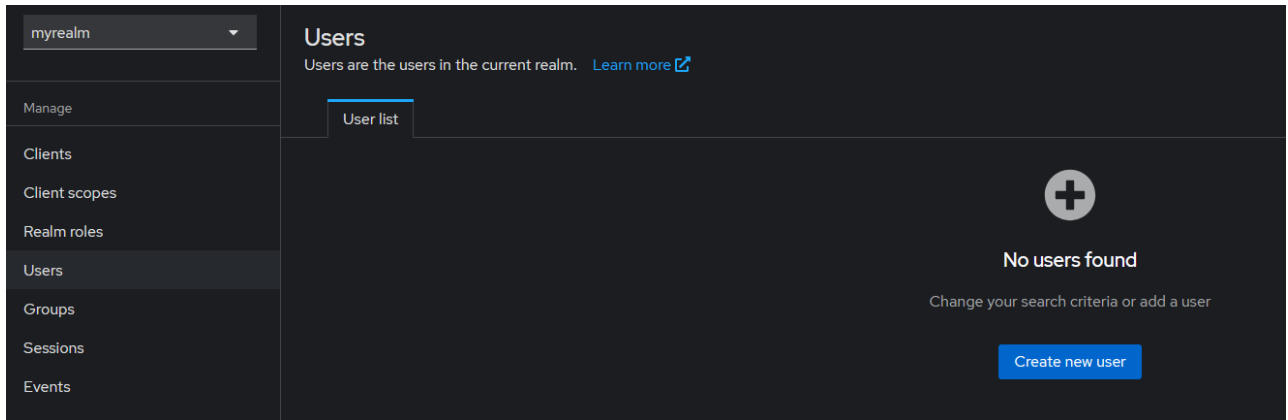 myrealm
Manage
Clients
Client scopes
Realm roles
Users
Groups
Sessions
Events
Users
Users are the users in the current realm. Learn more
User list
No users found
Change your search criteria or add a user
Create new user